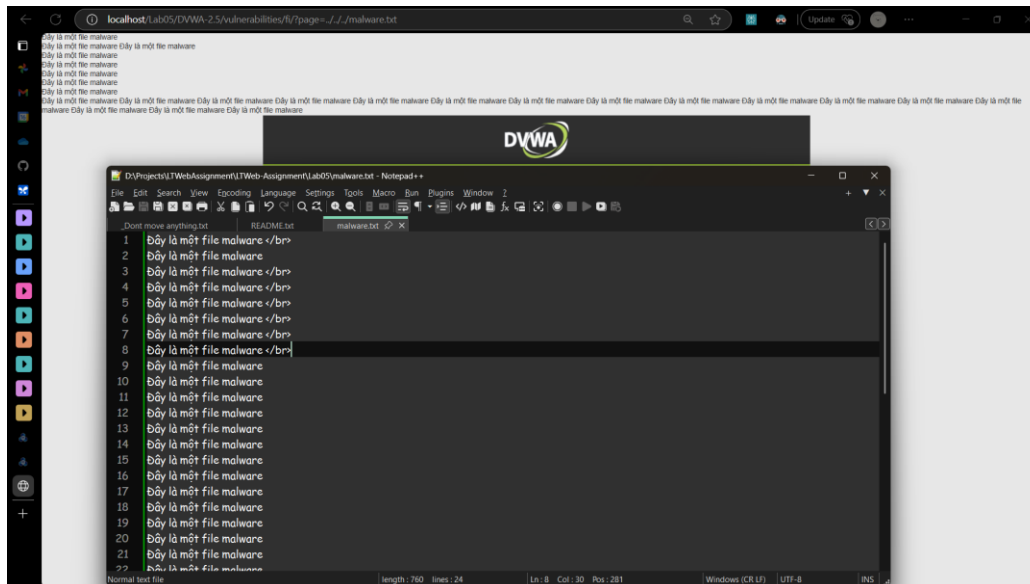 localhost/Lab05/DVWA-2.5/vulnerabilities/fi/?page=../../../malware.txt
Update
Đây là một file malware
Đây là một file malware Đây là một file malware
Đây là một file malware
Đây là một file malware
Đây là một file malware
Đây là một file malware
Đây là một file malware
Đây là một file malware Đây là một file malware Đây là một file malware Đây là một file malware Đây là một file malware Đây là một file malware Đây là một file malware Đây là một file malware Đây là một file malware Đây là một file malware Đây là một file malware Đây là một file malware Đây là một file
malware Đây là một file malware Đây là một file malware Đây là một file malware
DVWA
D:\Projects\LTWebAssignment\LTWeb-Assignment\Lab05\malware.txt - Notepad++
File Edit Search View Encoding Language Settings Tools Macro Run Plugins Window ?
_Dont move anything.txt README.txt malware.txt
1 Đây là một file malware </br>
2 Đây là một file malware
3 Đây là một file malware </br>
4 Đây là một file malware </br>
5 Đây là một file malware </br>
6 Đây là một file malware </br>
7 Đây là một file malware </br>
8 Đây là một file malware </br>
9 Đây là một file malware
10 Đây là một file malware
11 Đây là một file malware
12 Đây là một file malware
13 Đây là một file malware
14 Đây là một file malware
15 Đây là một file malware
16 Đây là một file malware
17 Đây là một file malware
18 Đây là một file malware
19 Đây là một file malware
20 Đây là một file malware
21 Đây là một file malware
22 Đây là một file malware
Normal text file length : 760 lines : 24 Ln : 8 Col : 30 Pos : 281 Windows (CR LF) UTF-8 INS